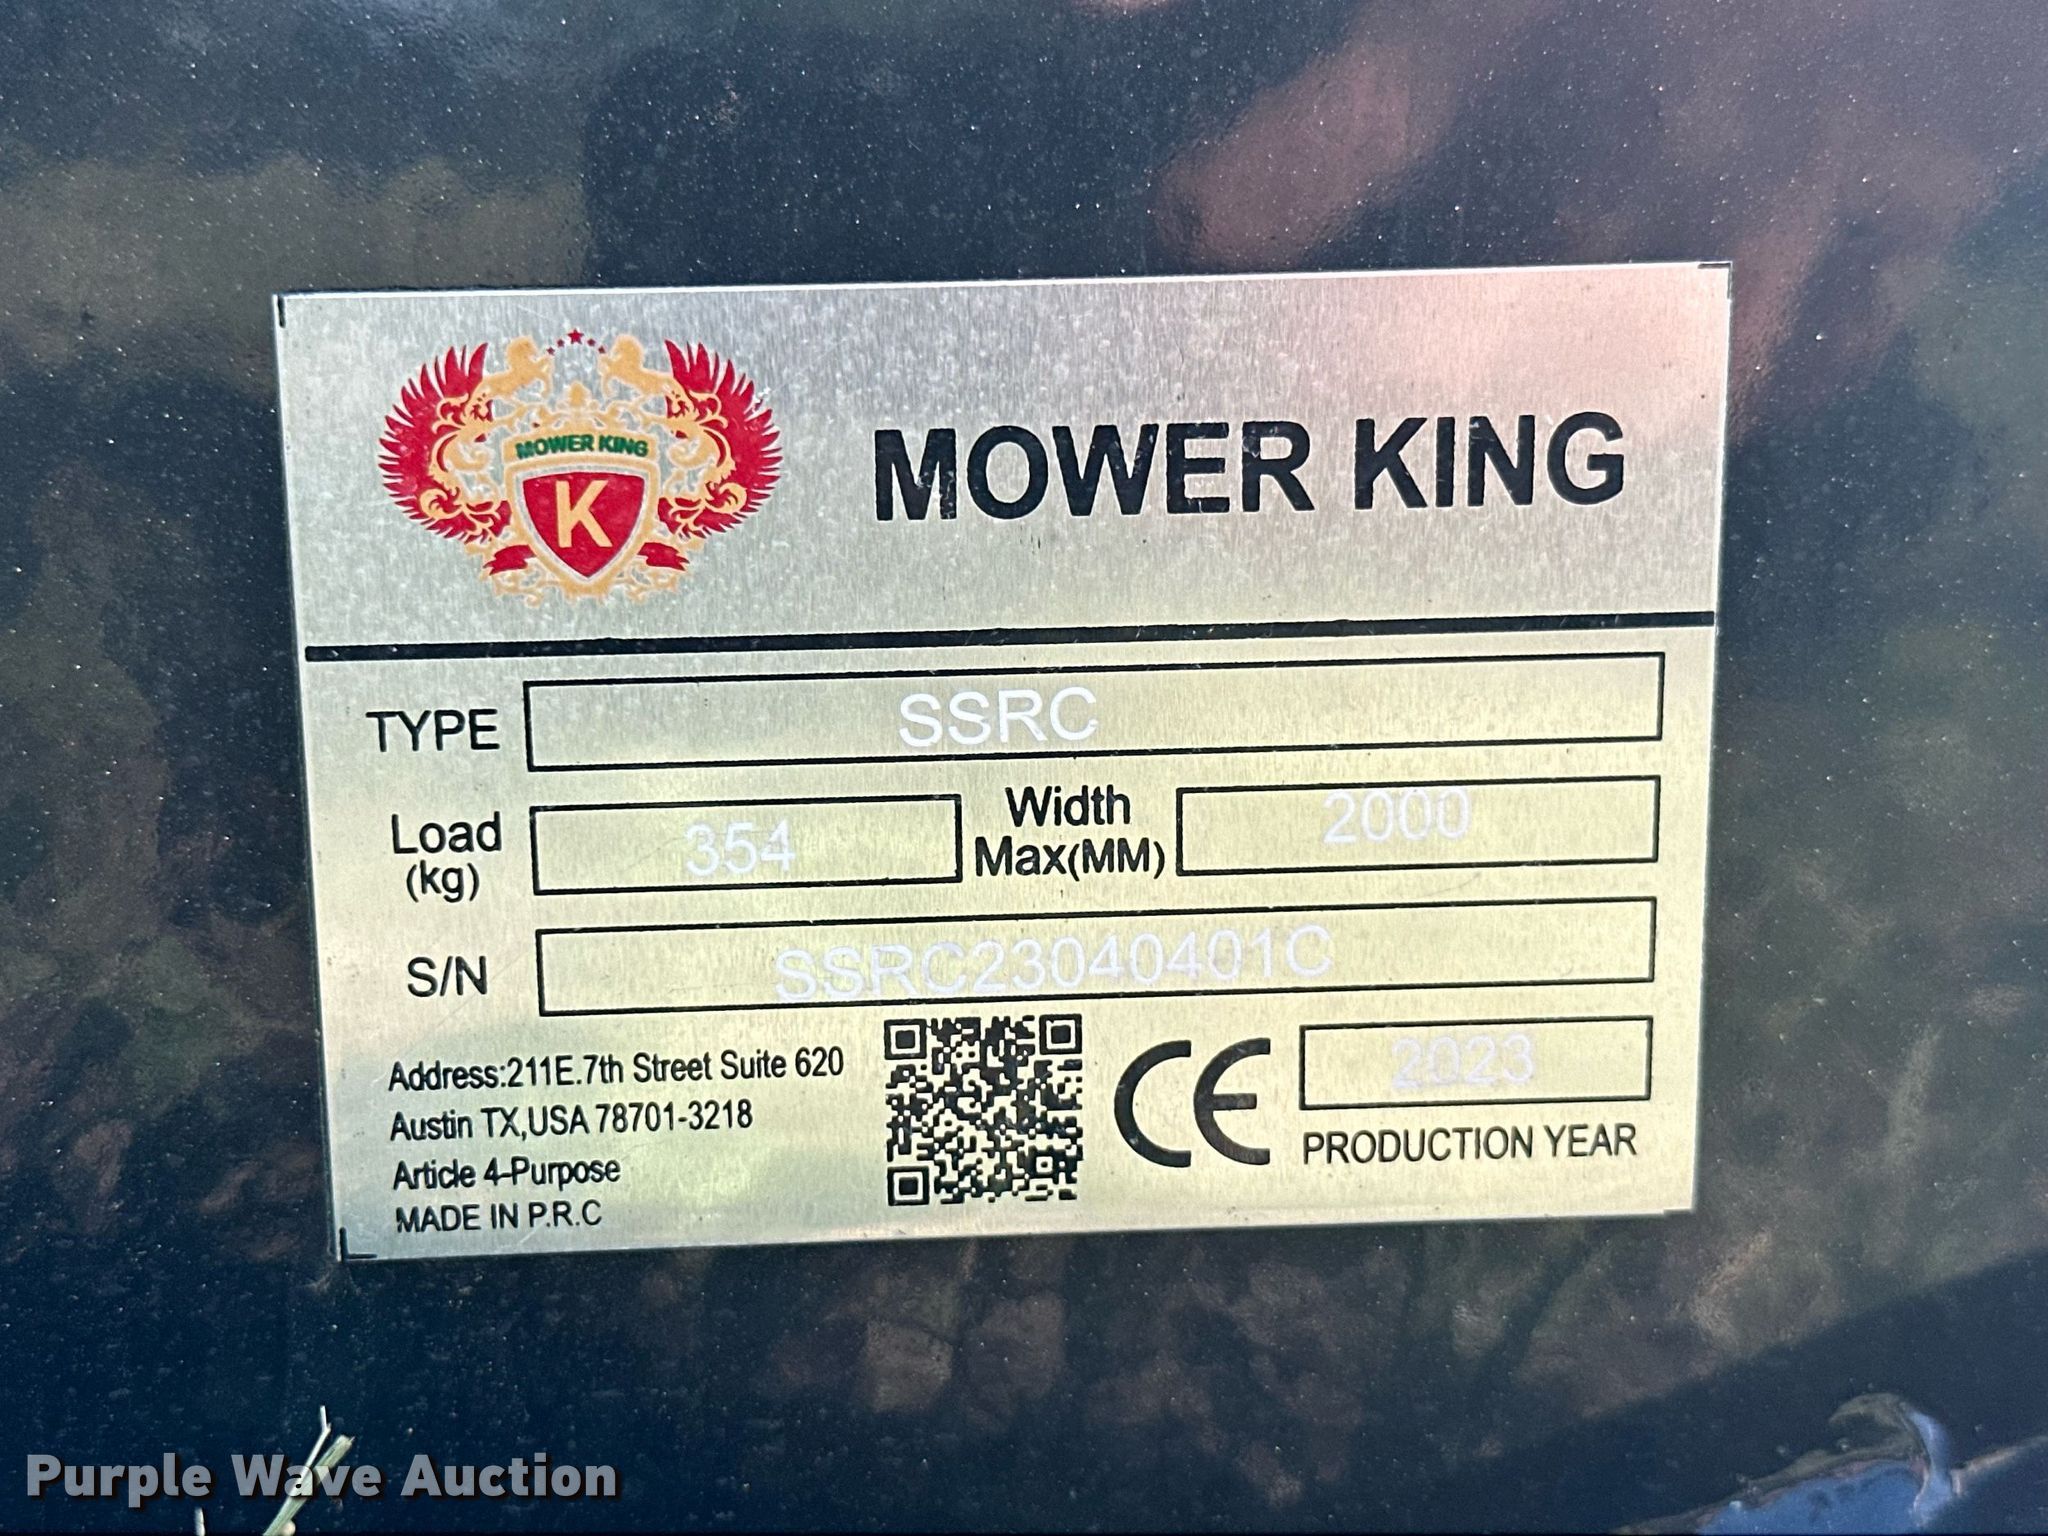 MOWER KING
K
MOWER KING
TYPE SSRC
Load (kg) 354 Width Max(MM) 2000
S/N SSRC23040401C
Address:211E.7th Street Suite 620
Austin TX,USA 78701-3218
Article 4-Purpose
MADE IN P.R.C
CE
2023
PRODUCTION YEAR
Purple Wave Auction